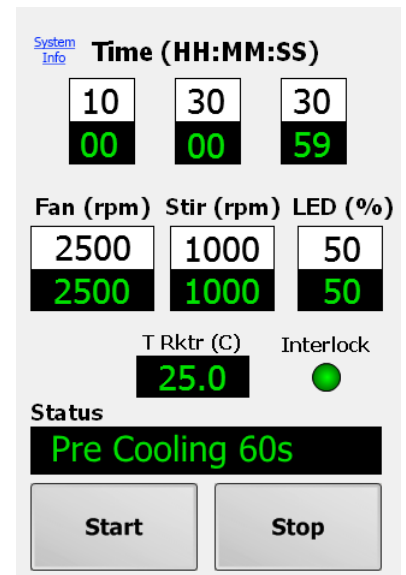 System
Info
Time (HH:MM:SS)
10 30 30
00 00 59
Fan (rpm) Stir (rpm) LED (%)
2500 1000 50
2500 1000 50
T Rktr (C) Interlock
25.0
Status
Pre Cooling 60s
Start Stop